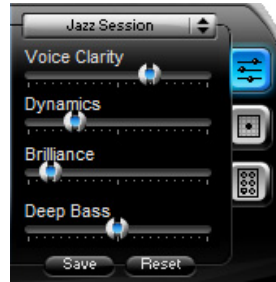 Jazz Session
Voice Clarity
Dynamics
Brilliance
Deep Bass
Save Reset